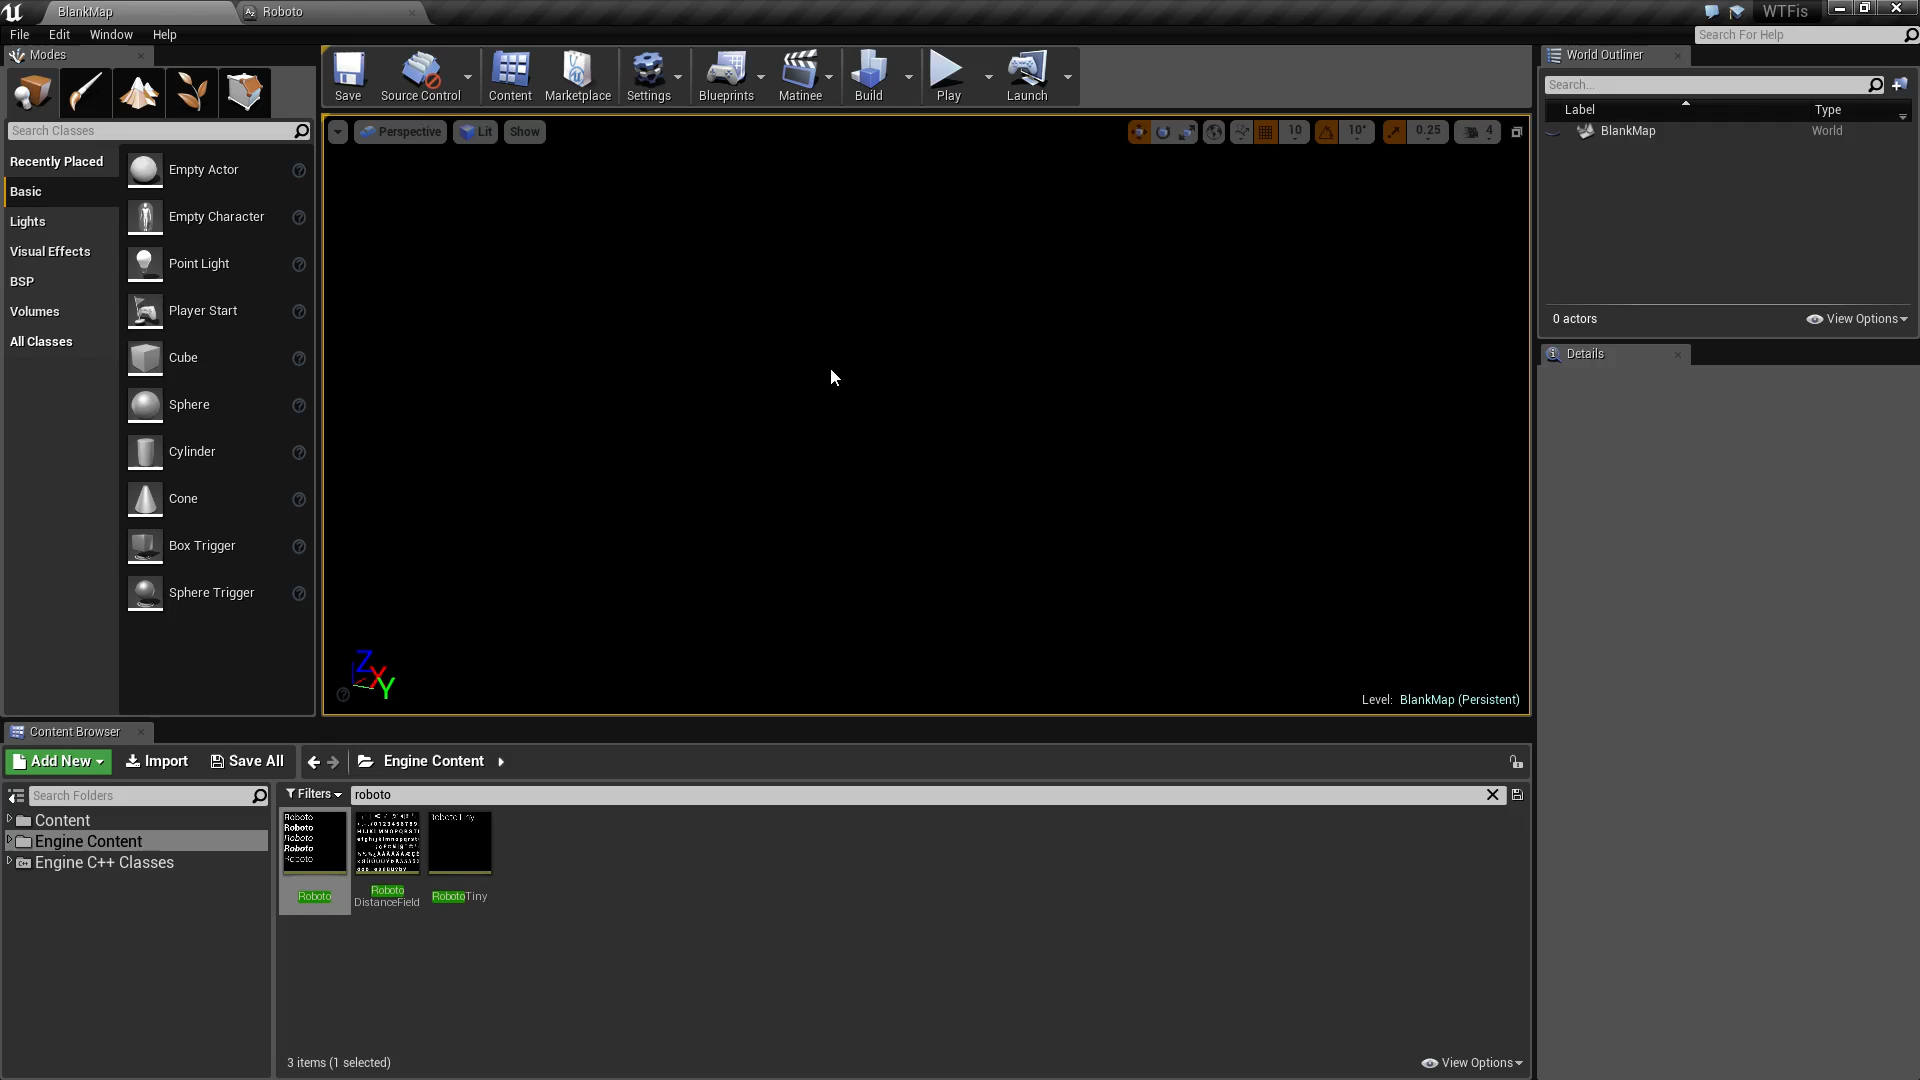 BlankMap
Roboto
WTFis
File
Edit
Window
Help
Search For Help
Modes
Save
Source Control
Content
Marketplace
Settings
Blueprints
Matinee
Build
Play
Launch
World Outliner
Search...
Label
Type
BlankMap
World
0 actors
View Options
Details
Search Classes
Recently Placed
Basic
Lights
Visual Effects
BSP
Volumes
All Classes
Empty Actor
Empty Character
Point Light
Player Start
Cube
Sphere
Cylinder
Cone
Box Trigger
Sphere Trigger
Perspective
Lit
Show
10
10°
0.25
4
Z
X
Y
Level: BlankMap (Persistent)
Content Browser
Add New
Import
Save All
Engine Content
Search Folders
Content
Engine Content
Engine C++ Classes
Filters
roboto
Roboto
Roboto
Roboto
Roboto
Roboto
Roboto
Roboto
DistanceField
RobotoTiny
3 items (1 selected)
View Options